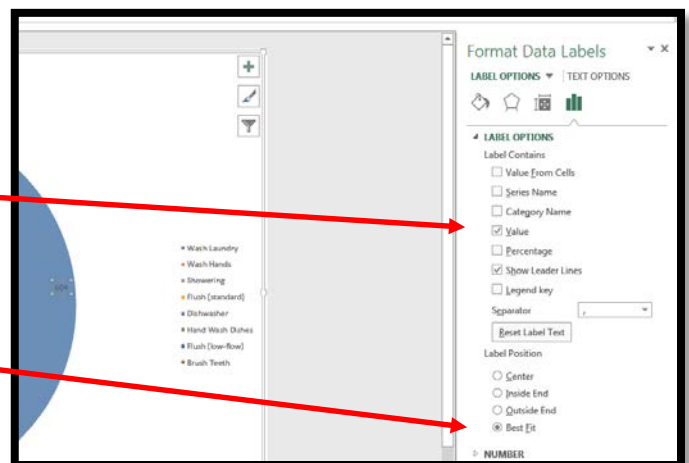 Format Data Labels
LABEL OPTIONS
TEXT OPTIONS
LABEL OPTIONS
Label Contains
Value From Cells
Series Name
Category Name
Value
Percentage
Show Leader Lines
Legend key
Separator ,
Reset Label Text
Label Position
Center
Inside End
Outside End
Best Fit
NUMBER
Wash Laundry
Wash Hands
Showering
Flush (standard)
Dishwasher
Hand Wash Dishes
Flush (low-flow)
Brush Teeth